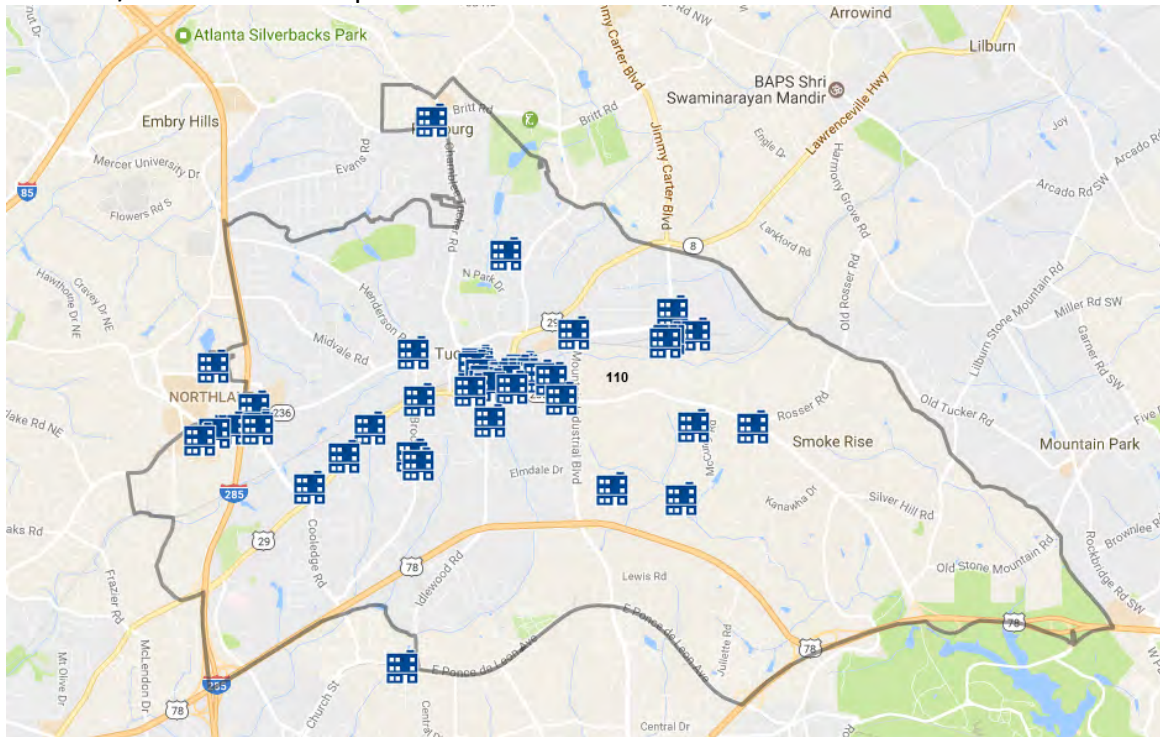 Arrowind
Atlanta Silverbacks Park
Lilburn
Jimmy Carter Blvd
BAPS Shri
Swaminarayan Mandir
Lawrenceville Hwy
Embry Hills
Britt Rd
Britt Rd
Evans Rd
Mercer University Dr
85
Flowers Rd S
Chamblee Tucker Rd
Jimmy Carter Blvd
Engle Dr
Joy
Harmony Grove Rd
Arcado Rd
Arcado Rd SW
Lankford Rd
8
Old Rosser Rd
N Park Dr
Hawthorne Dr NE
Cravey Dr NE
Henderson
Midvale Rd
29
Miller Rd SW
Lilburn Stone Mountain Rd
Garner Rd SW
Tuc
110
NORTHLA
236
Old Tucker Rd
Five
Rosser Rd
Smoke Rise
Mountain Park
Elmdale Dr
Industrial Blvd
Kanawha Dr
Silver Hill Rd
285
29
Cooledge Rd
78
Idlewood Rd
Lewis Rd
Old Stone Mountain Rd
Brownlee
Rockbridge Rd SW
Frazier Rd
78
78
E Ponce de Leon Ave
E Ponce de Leon Ave
Juliette Rd
Mt Olive Dr
McLendon Dr
285
78
Church St
Central Dr